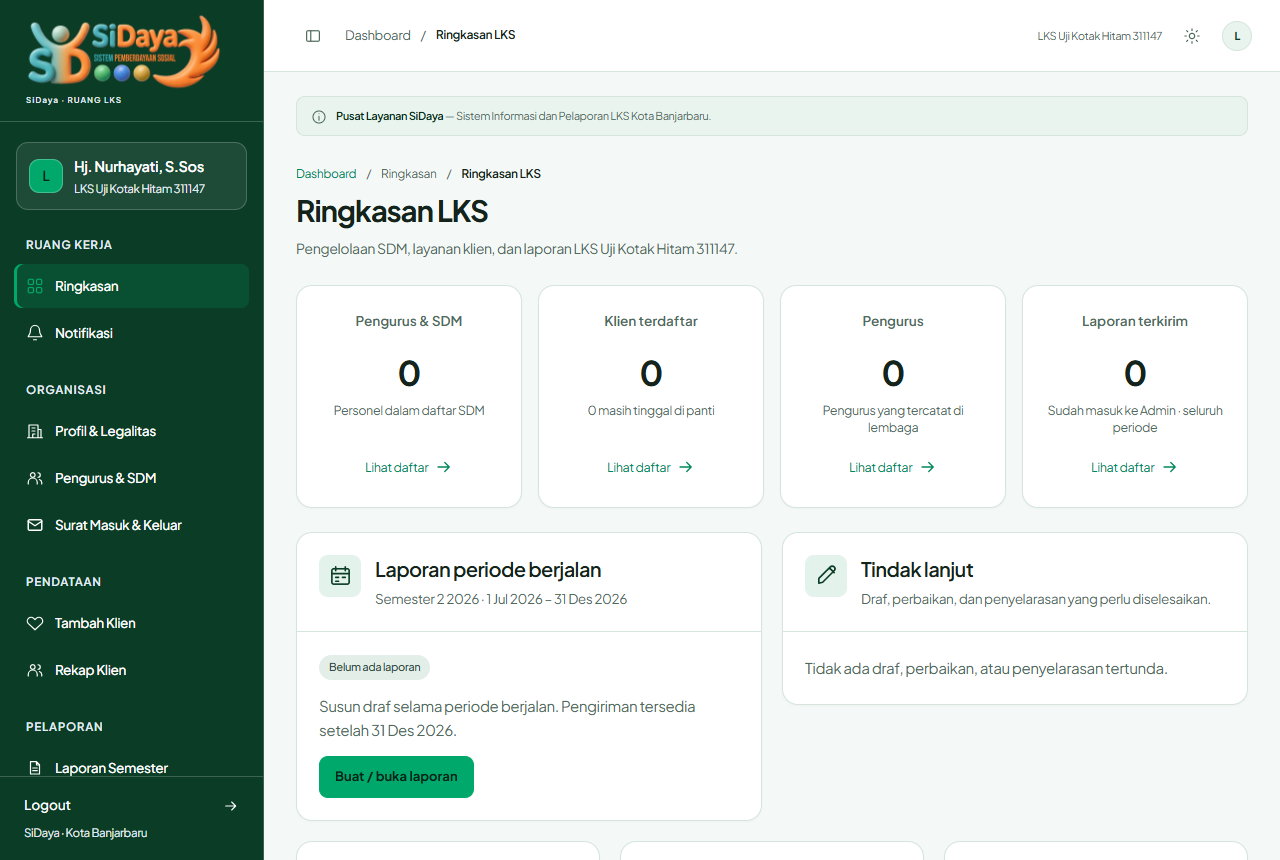 SiDaya
SISTEM PEMBERDAYAAN SOSIAL
SD
SiDaya · RUANG LKS
L
Hj. Nurhayati, S.Sos
LKS Uji Kotak Hitam 311147
RUANG KERJA
Ringkasan
Notifikasi
ORGANISASI
Profil & Legalitas
Pengurus & SDM
Surat Masuk & Keluar
PENDATAAN
Tambah Klien
Rekap Klien
PELAPORAN
Laporan Semester
Logout
SiDaya · Kota Banjarbaru
Dashboard / Ringkasan LKS
LKS Uji Kotak Hitam 311147
L
Pusat Layanan SiDaya — Sistem Informasi dan Pelaporan LKS Kota Banjarbaru.
Dashboard / Ringkasan / Ringkasan LKS
Ringkasan LKS
Pengelolaan SDM, layanan klien, dan laporan LKS Uji Kotak Hitam 311147.
Pengurus & SDM
0
Personel dalam daftar SDM
Lihat daftar
Klien terdaftar
0
0 masih tinggal di panti
Lihat daftar
Pengurus
0
Pengurus yang tercatat di
lembaga
Lihat daftar
Laporan terkirim
0
Sudah masuk ke Admin · seluruh
periode
Lihat daftar
Laporan periode berjalan
Semester 2 2026 · 1 Jul 2026 – 31 Des 2026
Belum ada laporan
Susun draf selama periode berjalan. Pengiriman tersedia
setelah 31 Des 2026.
Buat / buka laporan
Tindak lanjut
Draf, perbaikan, dan penyelarasan yang perlu diselesaikan.
Tidak ada draf, perbaikan, atau penyelarasan tertunda.